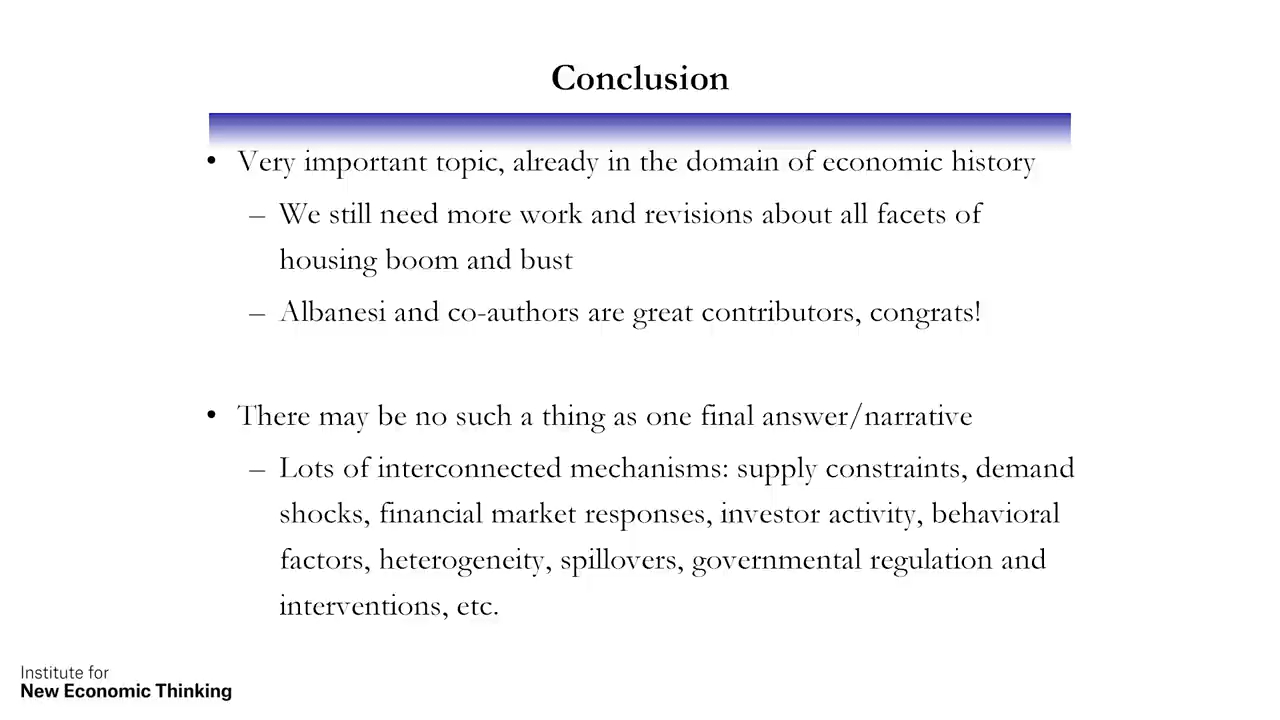 Conclusion
• Very important topic, already in the domain of economic history
– We still need more work and revisions about all facets of
housing boom and bust
– Albanesi and co-authors are great contributors, congrats!
• There may be no such a thing as one final answer/narrative
– Lots of interconnected mechanisms: supply constraints, demand
shocks, financial market responses, investor activity, behavioral
factors, heterogeneity, spillovers, governmental regulation and
interventions, etc.
Institute for
New Economic Thinking